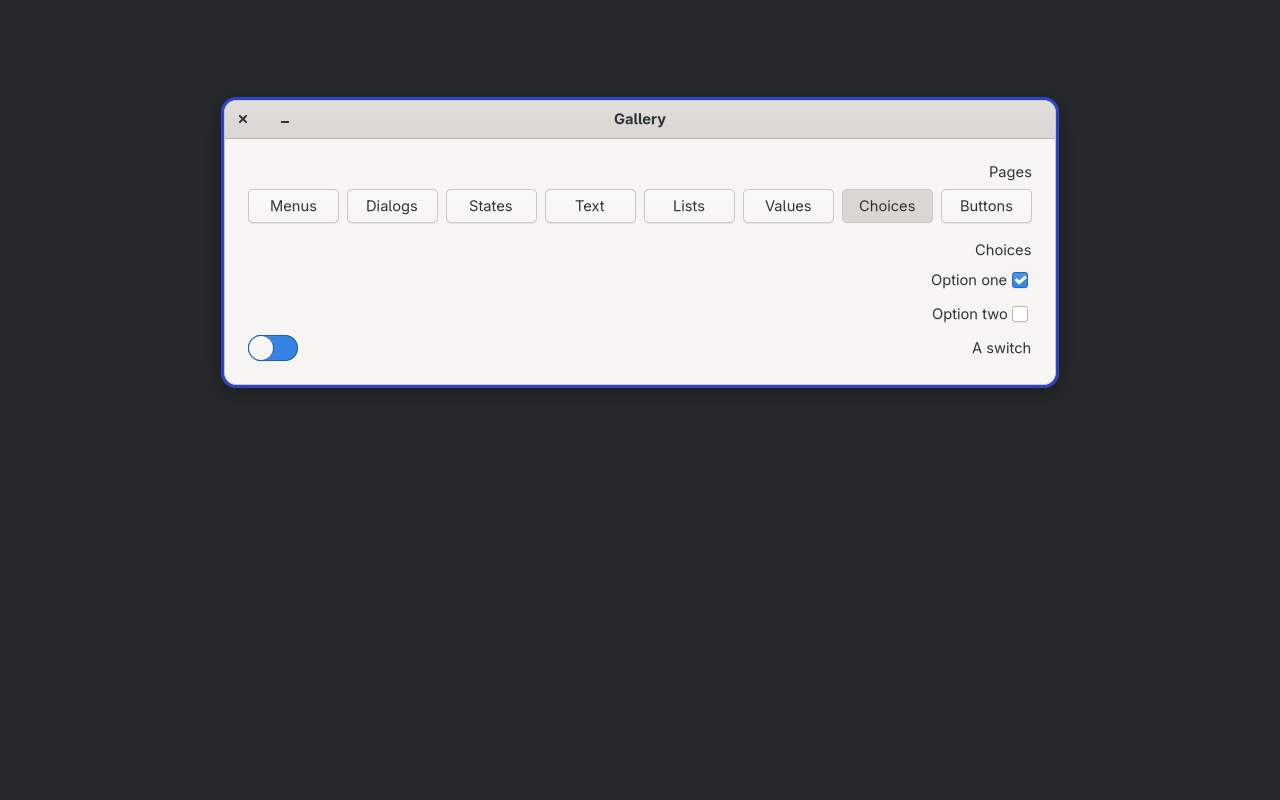 Gallery
Pages
Menus Dialogs States Text Lists Values Choices Buttons
Choices
Option one
Option two
A switch